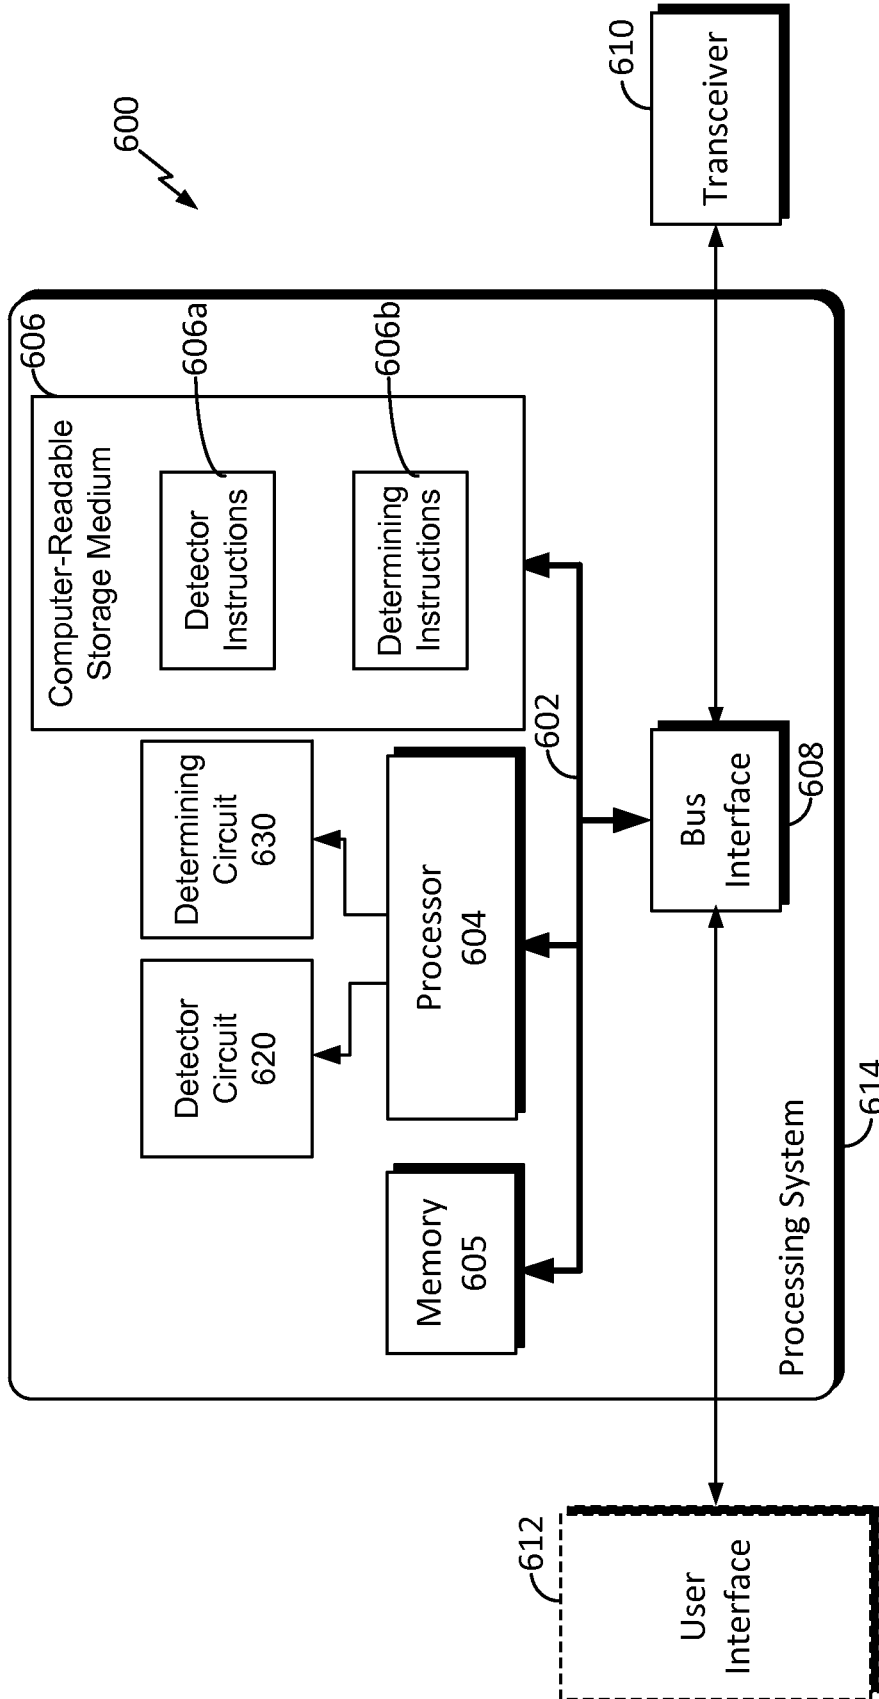 600
606
Computer-Readable
Storage Medium
606a
Detector
Instructions
606b
Determining
Instructions
Detector
Circuit
620
Determining
Circuit
630
Memory
605
Processor
604
602
612
User
Interface
Bus
Interface
608
610
Transceiver
Processing System
614